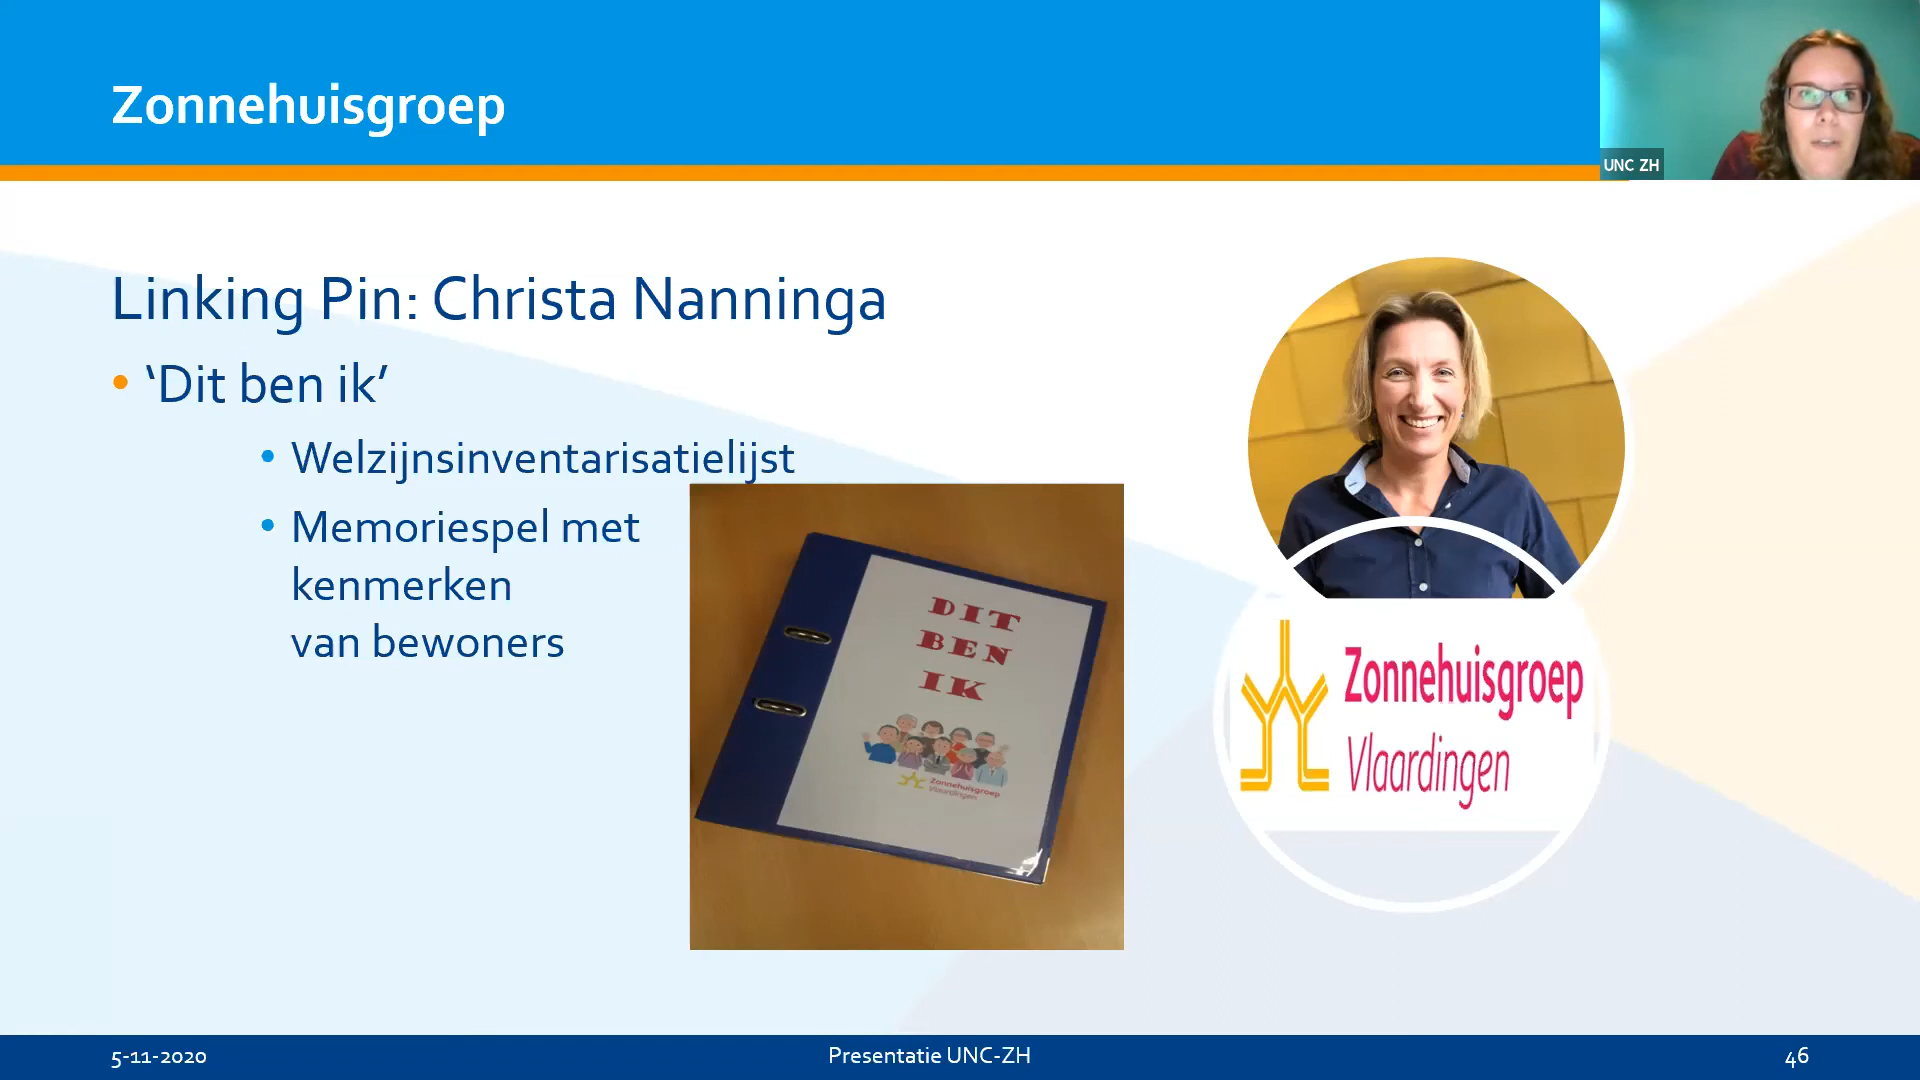 Zonnehuisgroep
UNC ZH
Linking Pin: Christa Nanninga
• ‘Dit ben ik’
• Welzijnsinventarisatielijst
• Memoriespel met
kenmerken
van bewoners
DIT
BEN
IK
Zonnehuisgroep
Vlaardingen
Zonnehuisgroep
Vlaardingen
5-11-2020
Presentatie UNC-ZH
46